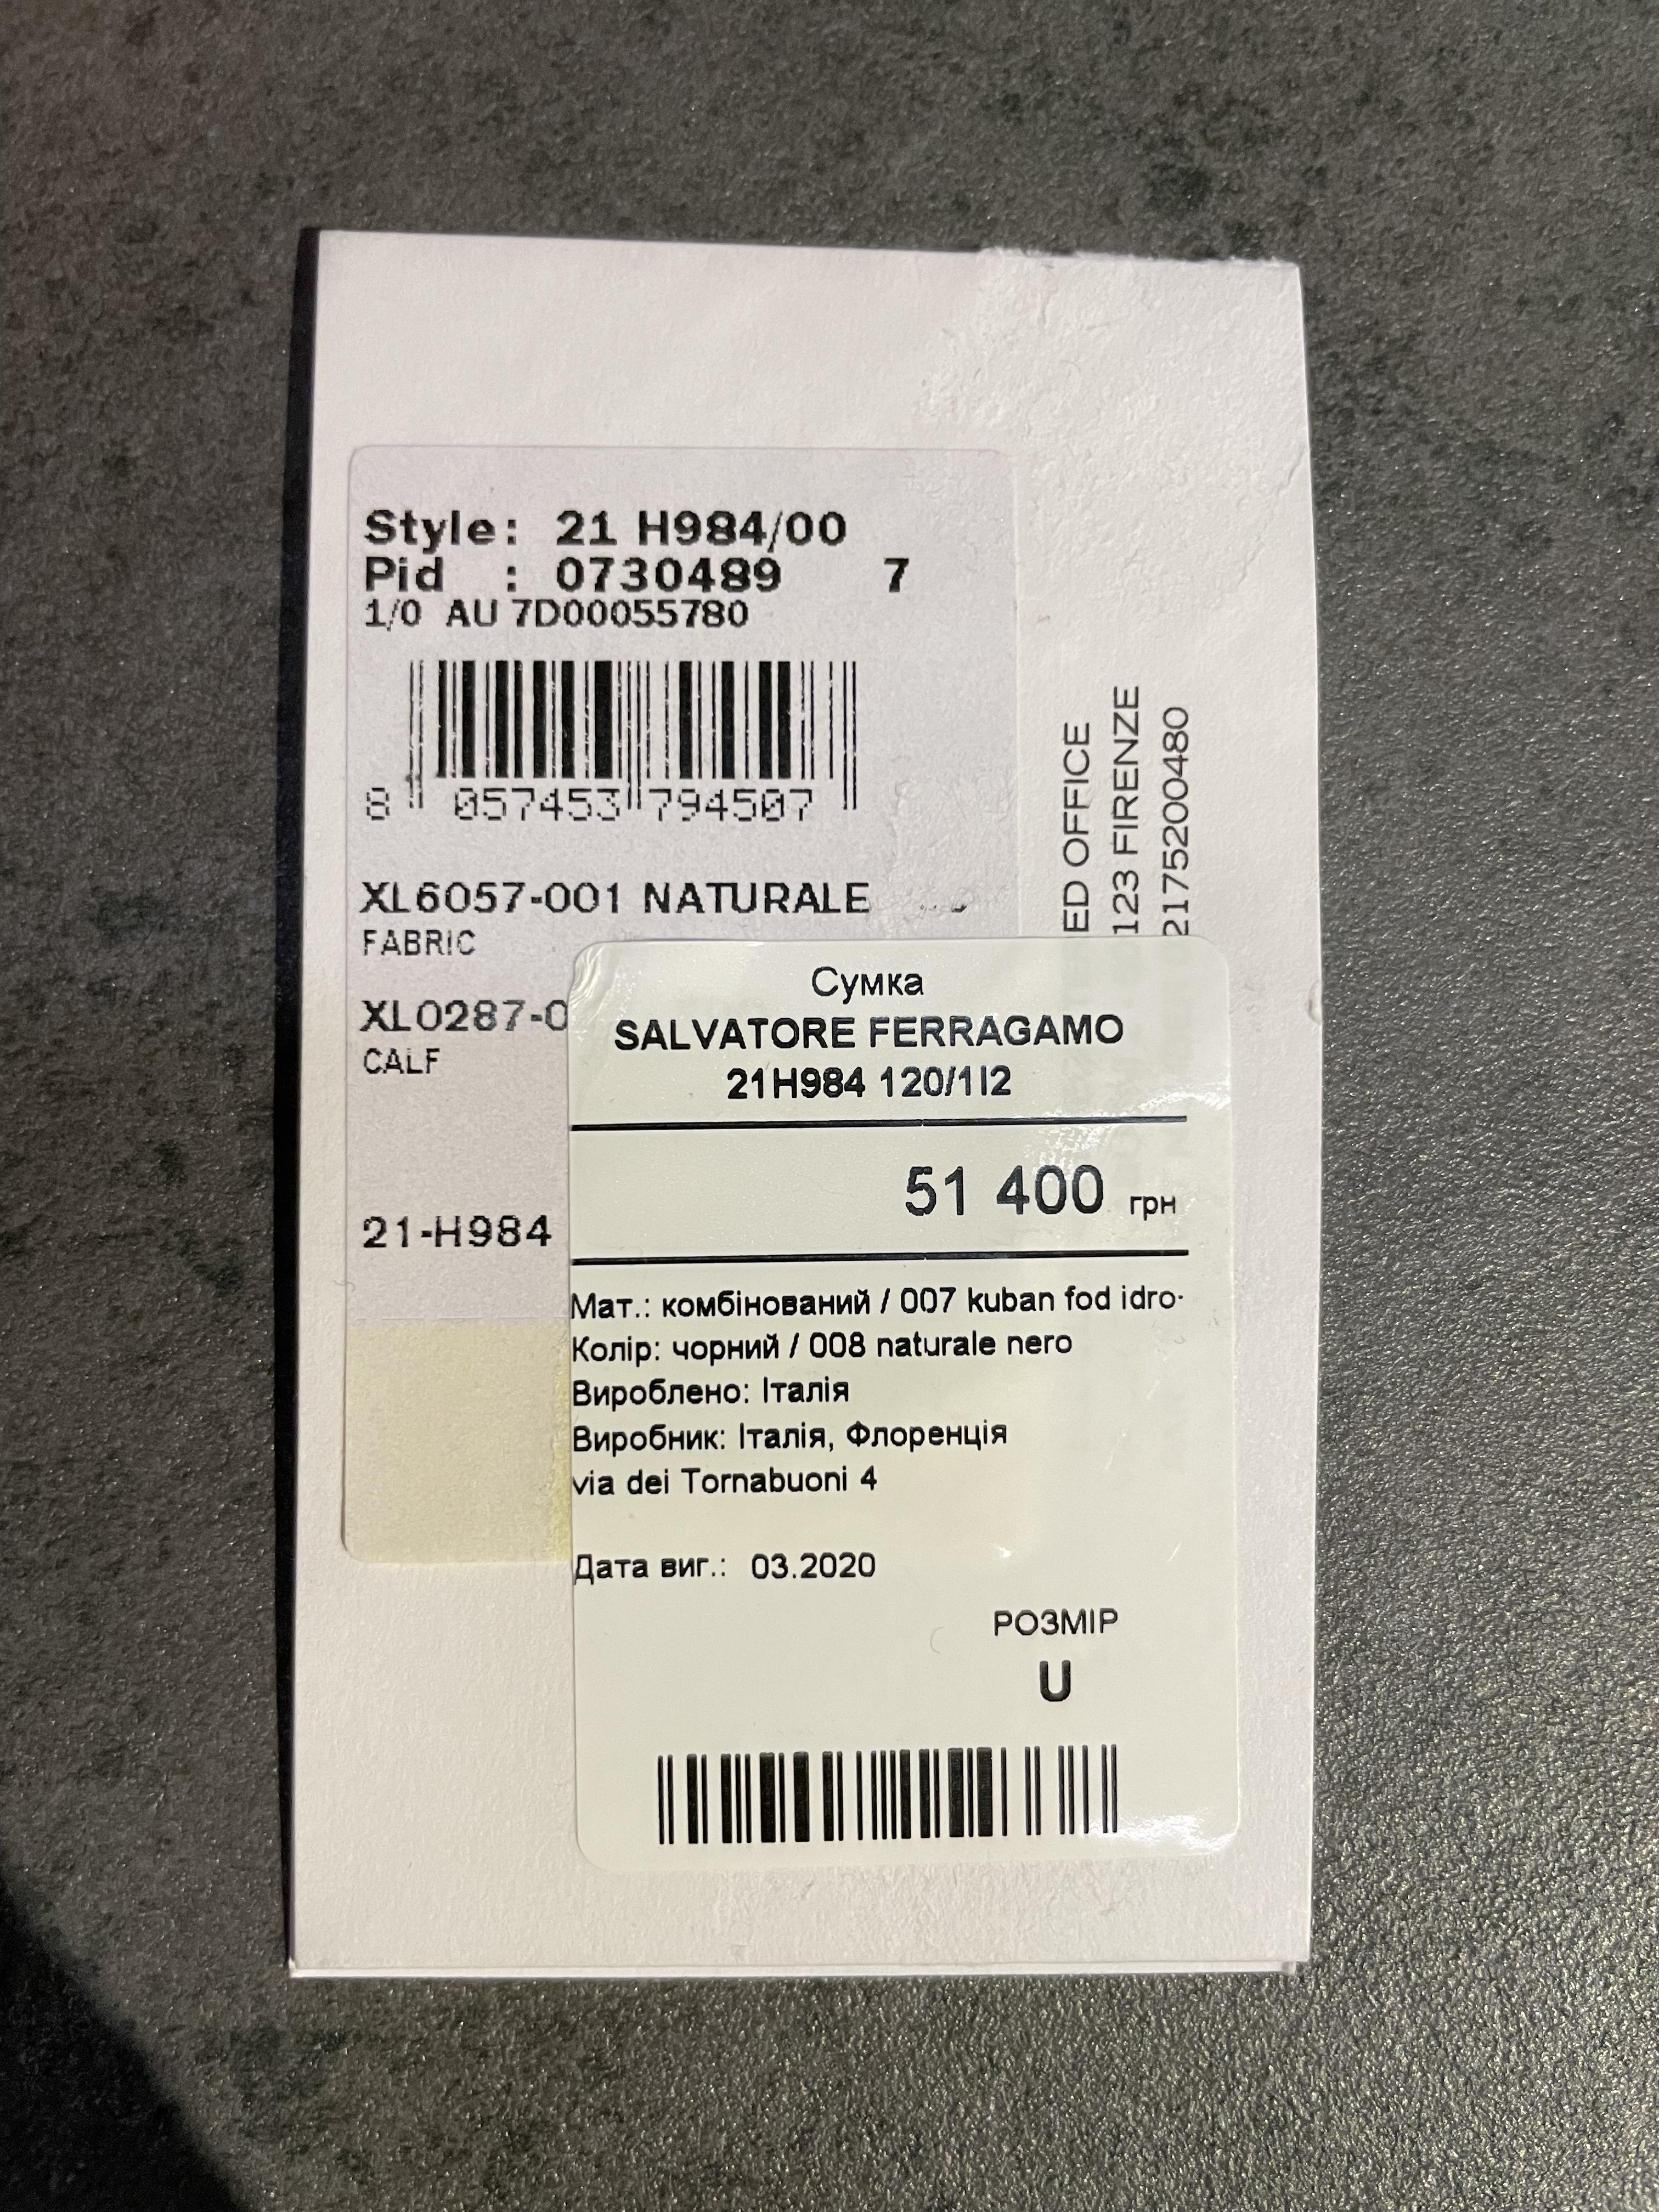 Style: 21 H984/00
Pid : 0730489 7
1/0 AU 7D00055780
8 057453 794507
XL6057-001 NATURALE
FABRIC
XL0287-0
CALF
21-H984
ED OFFICE
123 FIRENZE
2175200480
Сумка
SALVATORE FERRAGAMO
21H984 120/1I2
51 400 грн
Мат.: комбінований / 007 kuban fod idro-
Колір: чорний / 008 naturale nero
Вироблено: Італія
Виробник: Італія, Флоренція
via dei Tornabuoni 4
Дата виг.: 03.2020
РОЗМІР
U